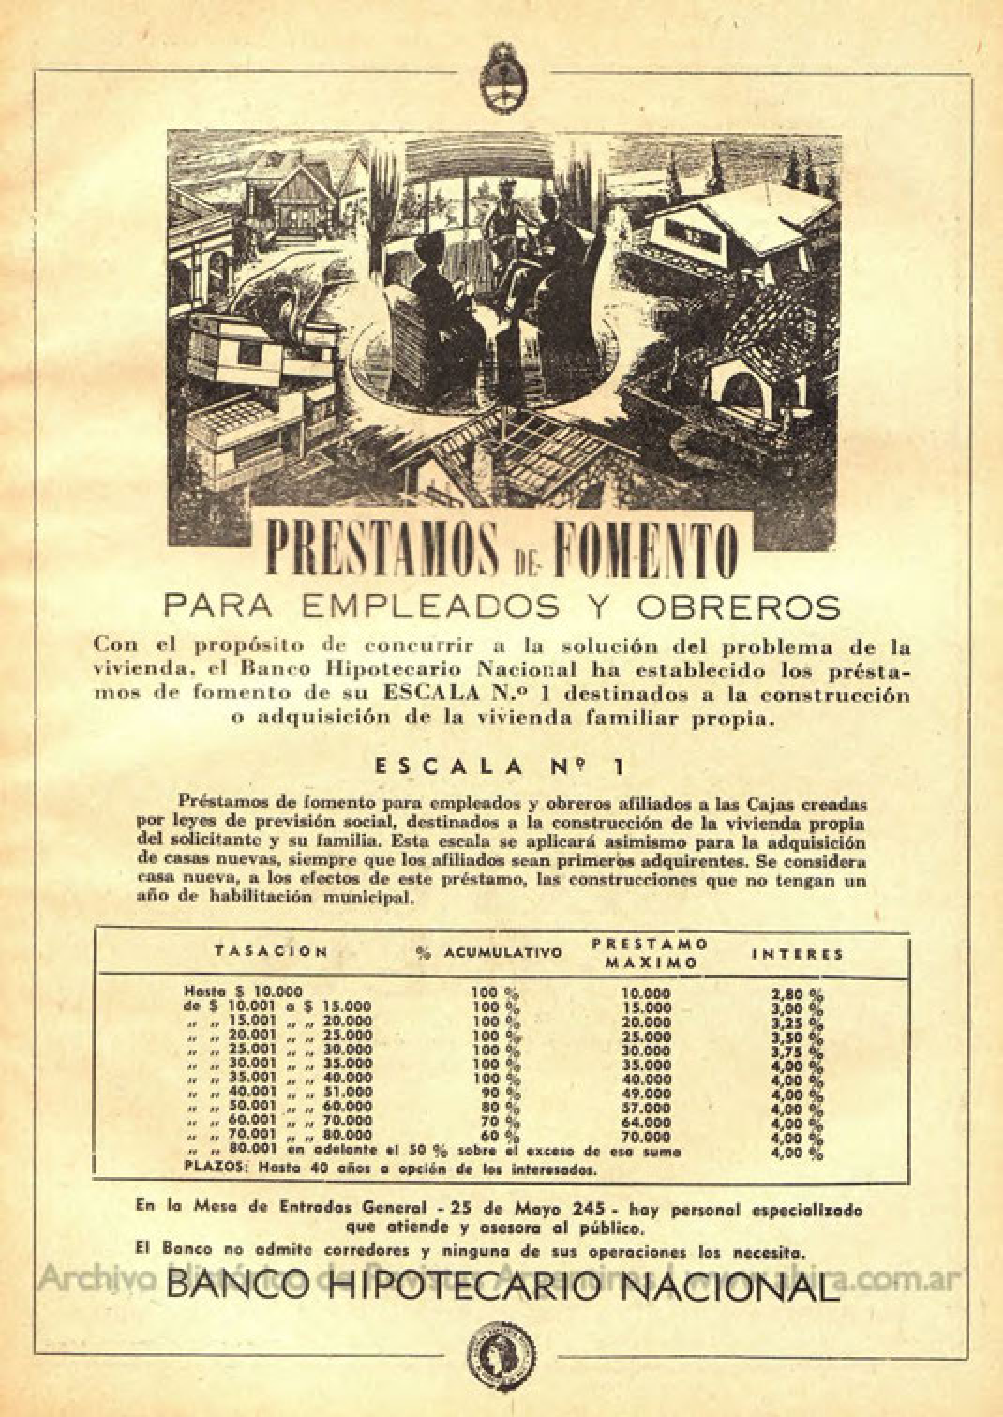 PRESTAMOS DE FOMENTO
PARA EMPLEADOS Y OBREROS
Con el propósito de concurrir a la solución del problema de la
vivienda, el Banco Hipotecario Nacional ha establecido los présta-
mos de fomento de su ESCALA N.º 1 destinados a la construcción
o adquisición de la vivienda familiar propia.
ESCALA Nº 1
Préstamos de fomento para empleados y obreros afiliados a las Cajas creadas
por leyes de previsión social, destinados a la construcción de la vivienda propia
del solicitante y su familia. Esta escala se aplicará asimismo para la adquisición
de casas nuevas, siempre que los afiliados sean primeros adquirentes. Se considera
casa nueva, a los efectos de este préstamo, las construcciones que no tengan un
año de habilitación municipal.
TASACION % ACUMULATIVO PRESTAMO MAXIMO INTERES
Hasta $ 10.000 100 % 10.000 2,80 %
de $ 10.001 a $ 15.000 100 % 15.000 3,00 %
„ „ 15.001 „ „ 20.000 100 % 20.000 3,25 %
„ „ 20.001 „ „ 25.000 100 % 25.000 3,50 %
„ „ 25.001 „ „ 30.000 100 % 30.000 3,75 %
„ „ 30.001 „ „ 35.000 100 % 35.000 4,00 %
„ „ 35.001 „ „ 40.000 100 % 40.000 4,00 %
„ „ 40.001 „ „ 51.000 90 % 49.000 4,00 %
„ „ 50.001 „ „ 60.000 80 % 57.000 4,00 %
„ „ 60.001 „ „ 70.000 70 % 64.000 4,00 %
„ „ 70.001 „ „ 80.000 60 % 70.000 4,00 %
„ „ 80.001 en adelante el 50 % sobre el exceso de esa suma 4,00 %
PLAZOS: Hasta 40 años a opción de los interesados.
En la Mesa de Entradas General - 25 de Mayo 245 - hay personal especializado
que atiende y asesora al público.
El Banco no admite corredores y ninguna de sus operaciones los necesita.
Archivo Histórico de Revistas Argentinas | www.ahira.com.ar
BANCO HIPOTECARIO NACIONAL